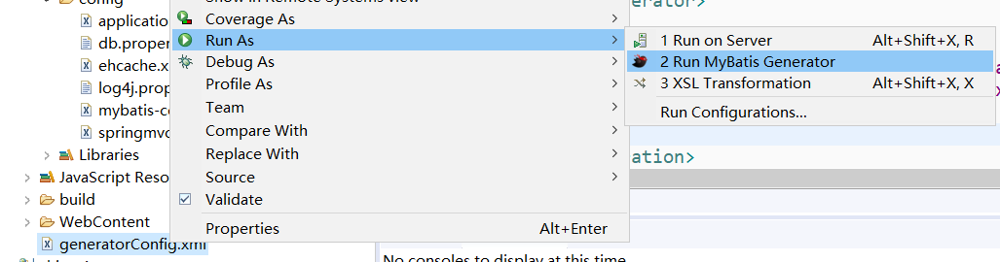 config
applicatio
db.proper
ehcache.x
log4j.prop
mybatis-co
springmvc
Libraries
JavaScript Reso
build
WebContent
generatorConfig.xml
Show in Remote Systems view
Coverage As
Run As
Debug As
Profile As
Team
Compare With
Replace With
Source
Validate
Properties Alt+Enter
erator>
1 Run on Server Alt+Shift+X, R
2 Run MyBatis Generator
3 XSL Transformation Alt+Shift+X, X
Run Configurations...
ation>
No consoles to display at this time.